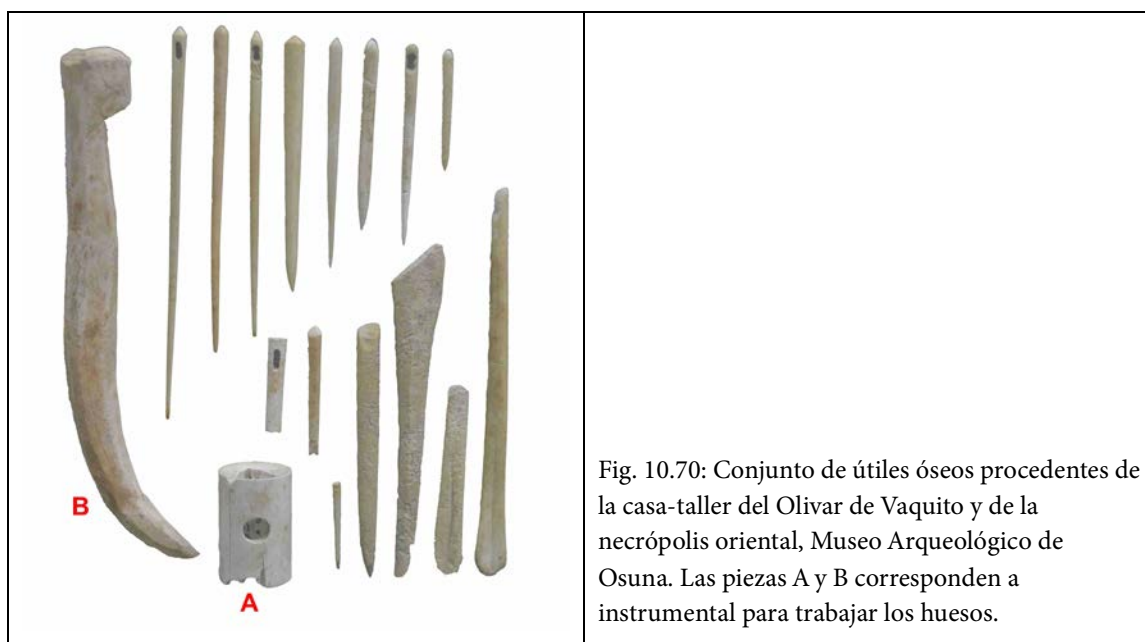 B
A
Fig. 10.70: Conjunto de útiles óseos procedentes de
la casa-taller del Olivar de Vaquito y de la
necrópolis oriental, Museo Arqueológico de
Osuna. Las piezas A y B corresponden a
instrumental para trabajar los huesos.